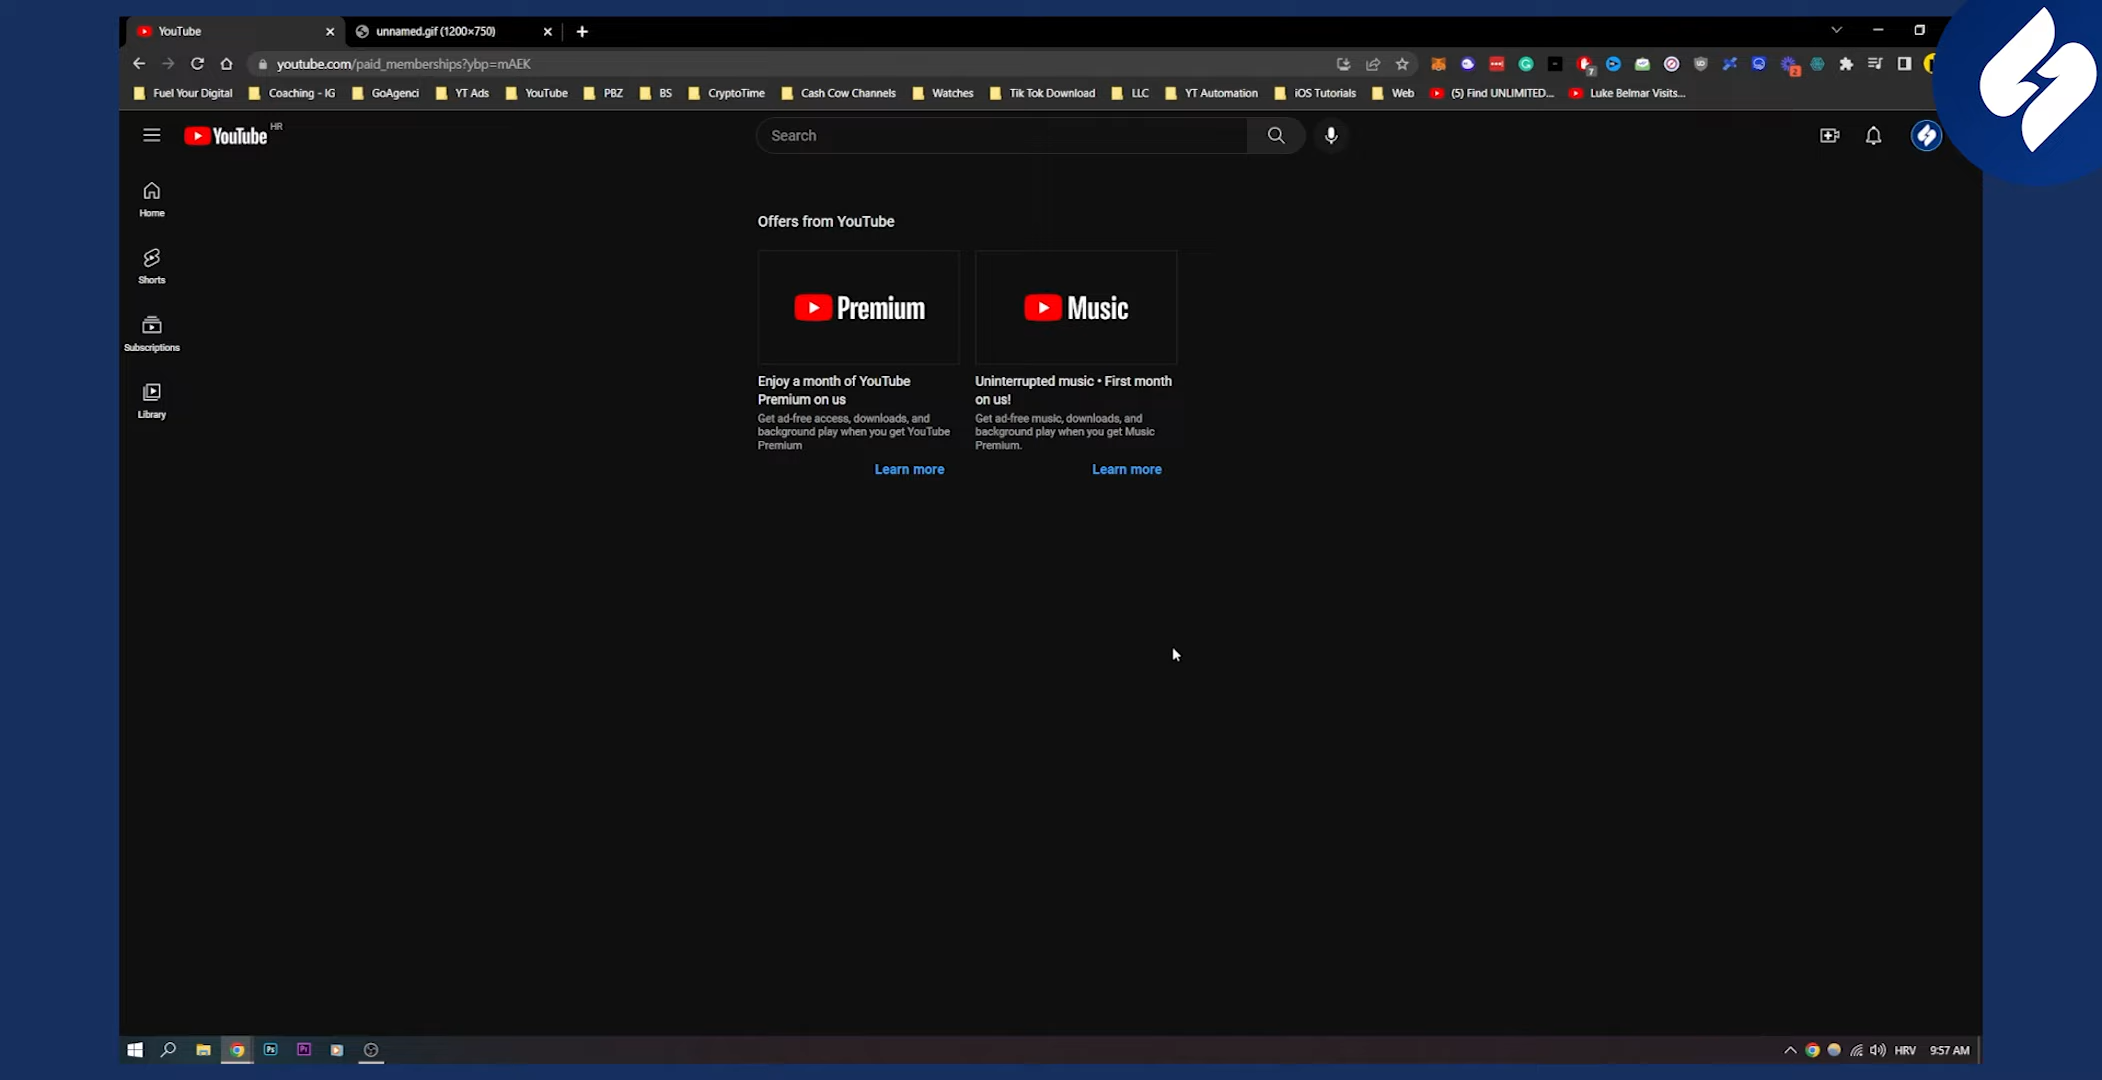 YouTube
unnamed.gif (1200×750)
youtube.com/paid_memberships?ybp=mAEK
7
2
Fuel Your Digital
Coaching - IG
GoAgenci
YT Ads
YouTube
PBZ
BS
CryptoTime
Cash Cow Channels
Watches
Tik Tok Download
LLC
YT Automation
iOS Tutorials
Web
(5) Find UNLIMITED...
Luke Belmar Visits...
YouTube HR
Search
Home
Shorts
Subscriptions
Library
Offers from YouTube
Premium
Enjoy a month of YouTube
Premium on us
Get ad-free access, downloads, and
background play when you get YouTube
Premium
Learn more
Music
Uninterrupted music • First month
on us!
Get ad-free music, downloads, and
background play when you get Music
Premium.
Learn more
Ps
Pr
HRV
9:57 AM